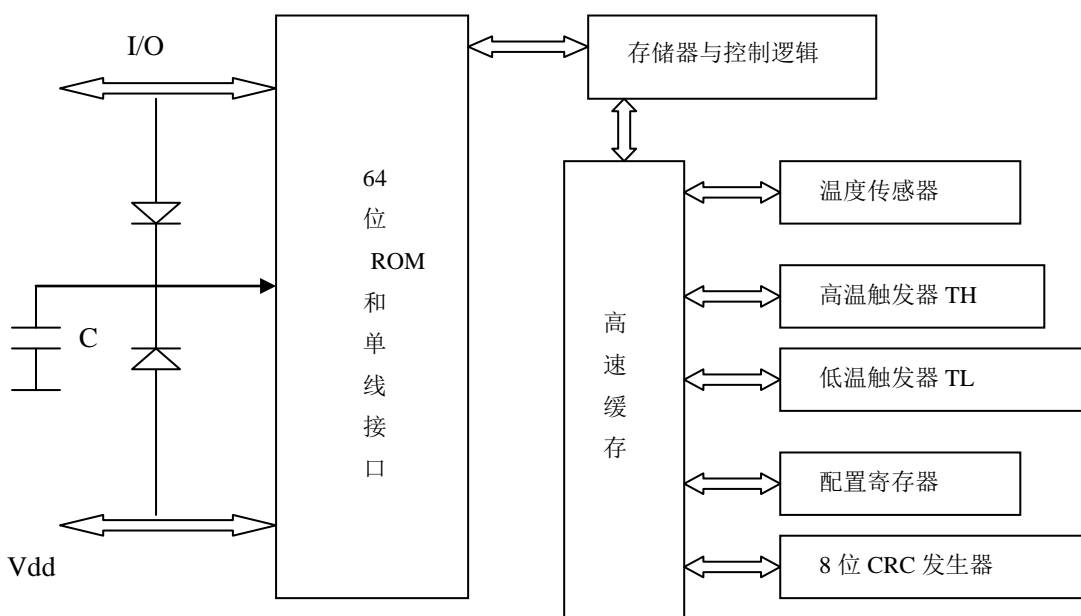 I/O
64
位
ROM
和
单
线
接
口
C
Vdd
存储器与控制逻辑
高
速
缓
存
温度传感器
高温触发器 TH
低温触发器 TL
配置寄存器
8 位 CRC 发生器